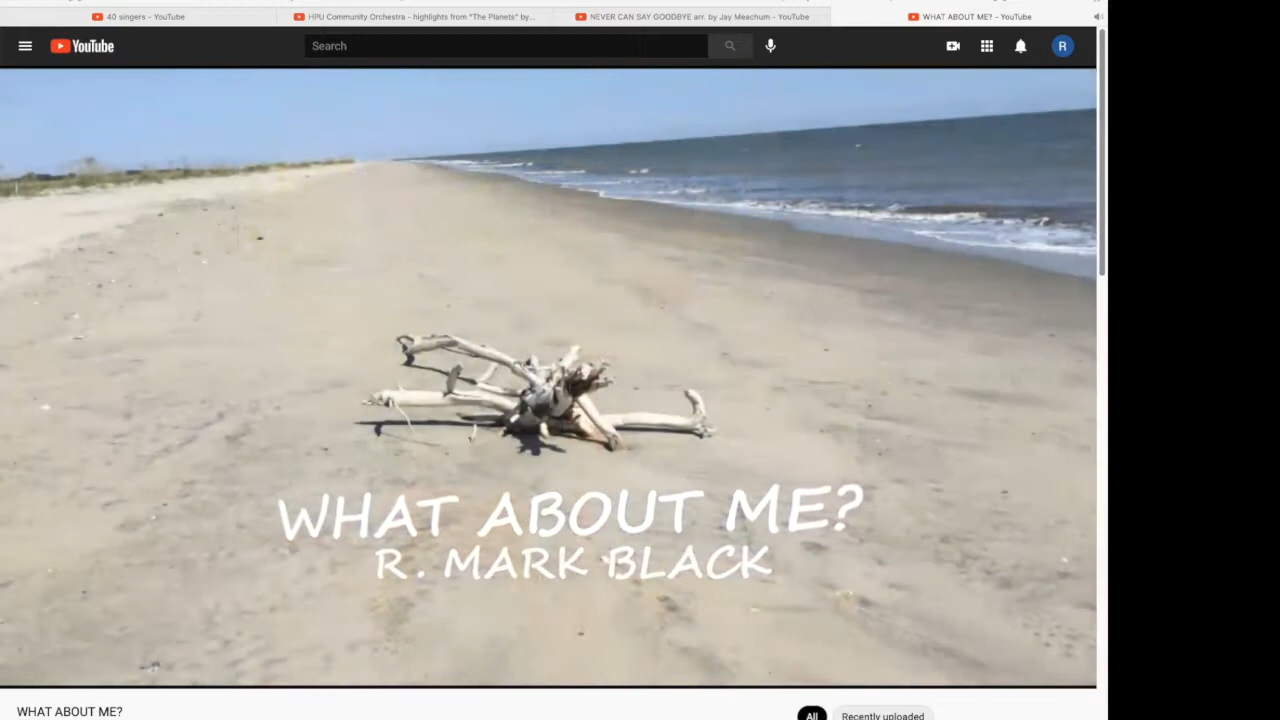 40 singers - YouTube
HPU Community Orchestra - highlights from "The Planets" by...
NEVER CAN SAY GOODBYE arr. by Jay Meachum - YouTube
WHAT ABOUT ME? - YouTube
YouTube
Search
R
WHAT ABOUT ME?
R. MARK BLACK
WHAT ABOUT ME?
All
Recently uploaded